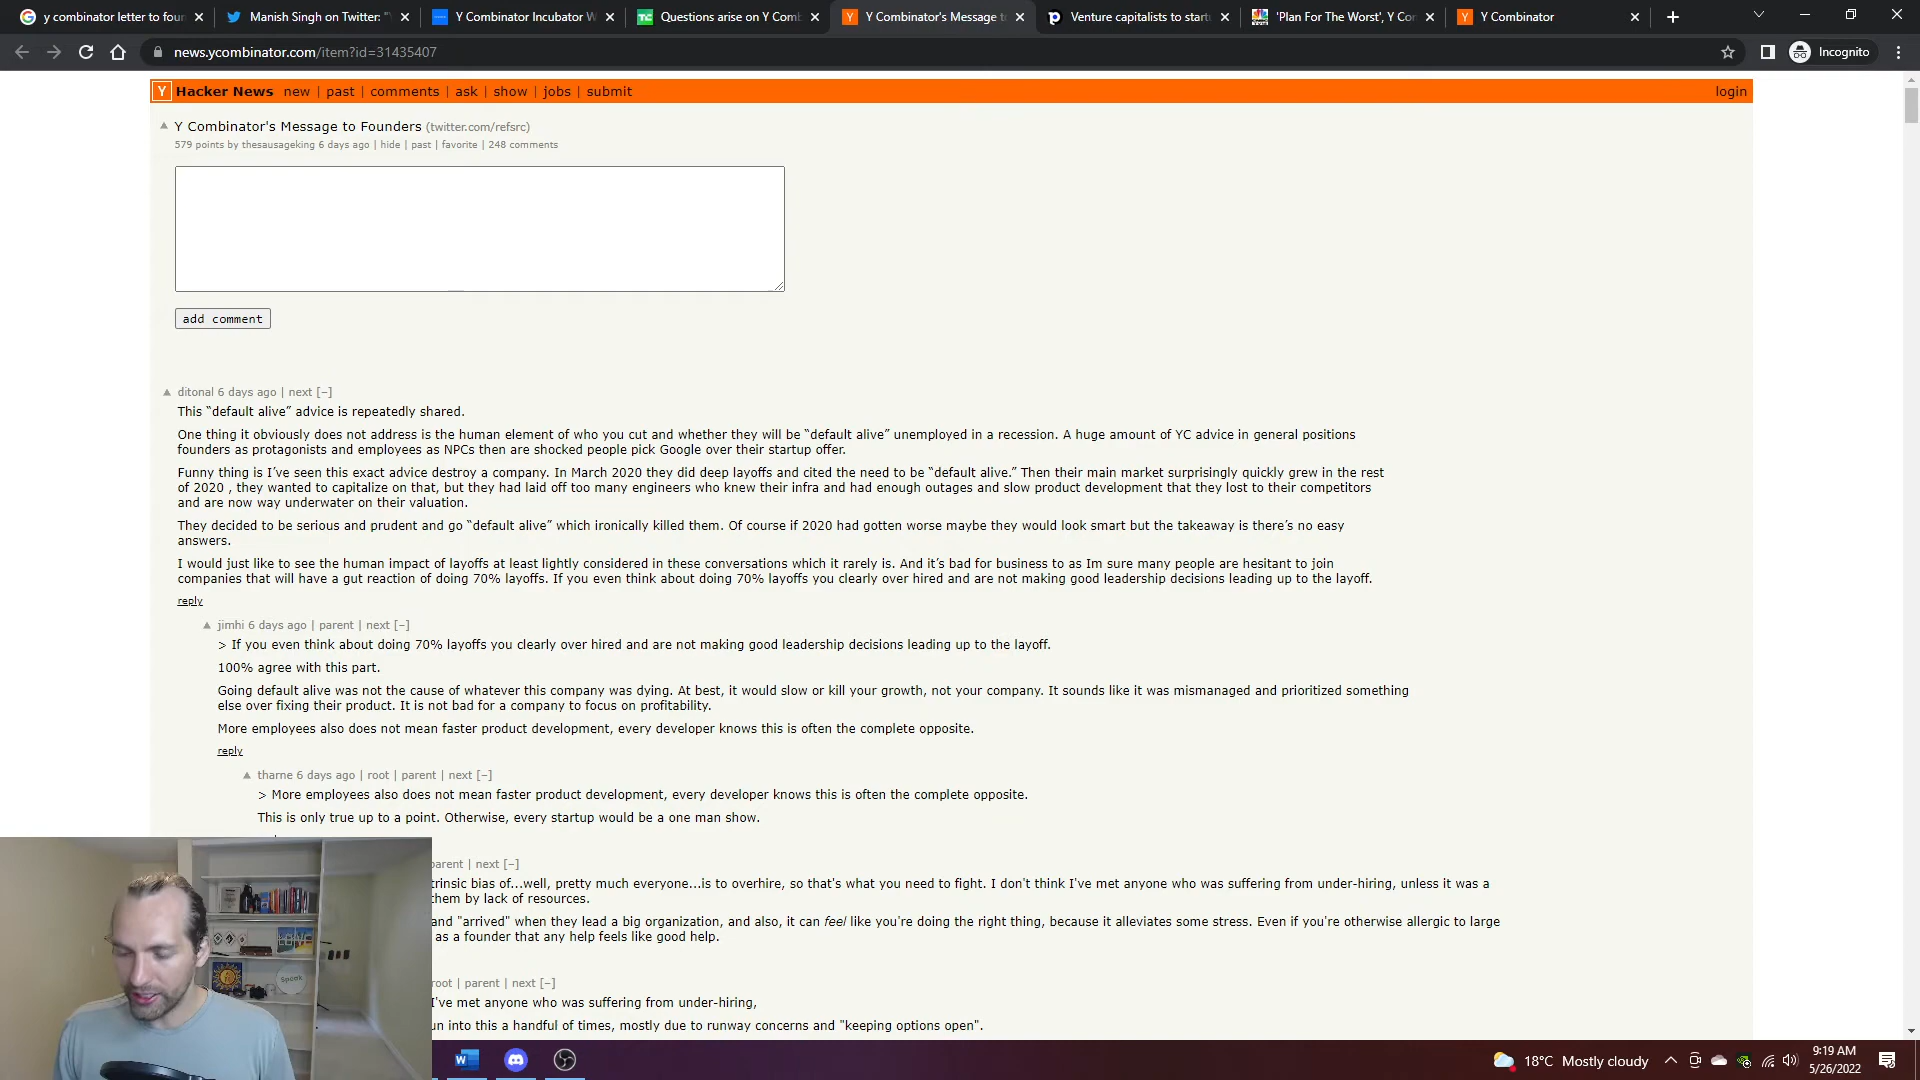 y combinator letter to four
Manish Singh on Twitter: "
Y Combinator Incubator W
TC Questions arise on Y Comb
Y Combinator's Message to
Venture capitalists to start
'Plan For The Worst', Y Co
Y Combinator
news.ycombinator.com/item?id=31435407
Incognito
Y Hacker News new | past | comments | ask | show | jobs | submit
login
Y Combinator's Message to Founders (twitter.com/refsrc)
579 points by thesausageking 6 days ago | hide | past | favorite | 248 comments
add comment
ditonal 6 days ago | next [–]
This “default alive” advice is repeatedly shared.
One thing it obviously does not address is the human element of who you cut and whether they will be “default alive” unemployed in a recession. A huge amount of YC advice in general positions
founders as protagonists and employees as NPCs then are shocked people pick Google over their startup offer.
Funny thing is I’ve seen this exact advice destroy a company. In March 2020 they did deep layoffs and cited the need to be “default alive.” Then their main market surprisingly quickly grew in the rest
of 2020 , they wanted to capitalize on that, but they had laid off too many engineers who knew their infra and had enough outages and slow product development that they lost to their competitors
and are now way underwater on their valuation.
They decided to be serious and prudent and go “default alive” which ironically killed them. Of course if 2020 had gotten worse maybe they would look smart but the takeaway is there’s no easy
answers.
I would just like to see the human impact of layoffs at least lightly considered in these conversations which it rarely is. And it’s bad for business to as Im sure many people are hesitant to join
companies that will have a gut reaction of doing 70% layoffs. If you even think about doing 70% layoffs you clearly over hired and are not making good leadership decisions leading up to the layoff.
reply
jimhi 6 days ago | parent | next [–]
> If you even think about doing 70% layoffs you clearly over hired and are not making good leadership decisions leading up to the layoff.
100% agree with this part.
Going default alive was not the cause of whatever this company was dying. At best, it would slow or kill your growth, not your company. It sounds like it was mismanaged and prioritized something
else over fixing their product. It is not bad for a company to focus on profitability.
More employees also does not mean faster product development, every developer knows this is often the complete opposite.
reply
tharne 6 days ago | root | parent | next [–]
> More employees also does not mean faster product development, every developer knows this is often the complete opposite.
This is only true up to a point. Otherwise, every startup would be a one man show.
parent | next [–]
trinsic bias of...well, pretty much everyone...is to overhire, so that's what you need to fight. I don't think I've met anyone who was suffering from under-hiring, unless it was a
them by lack of resources.
and "arrived" when they lead a big organization, and also, it can feel like you're doing the right thing, because it alleviates some stress. Even if you're otherwise allergic to large
as a founder that any help feels like good help.
root | parent | next [–]
I've met anyone who was suffering from under-hiring,
un into this a handful of times, mostly due to runway concerns and "keeping options open".
Speak
18°C Mostly cloudy
9:19 AM
5/26/2022